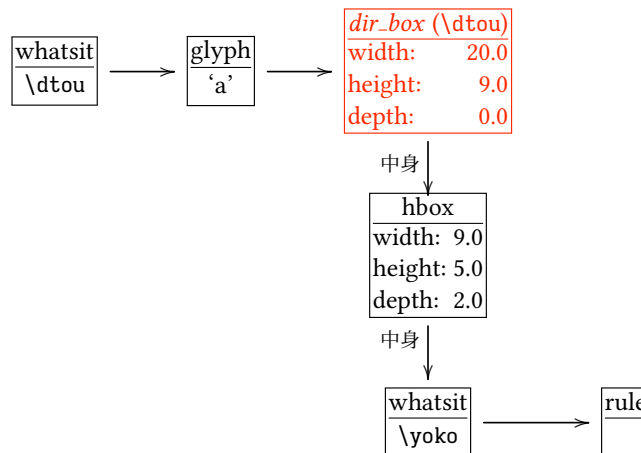 whatsit
\dtou
glyph
‘a’
dir_box (\dtou)
width: 20.0
height: 9.0
depth: 0.0
中身
hbox
width: 9.0
height: 5.0
depth: 2.0
中身
whatsit
\yoko
rule